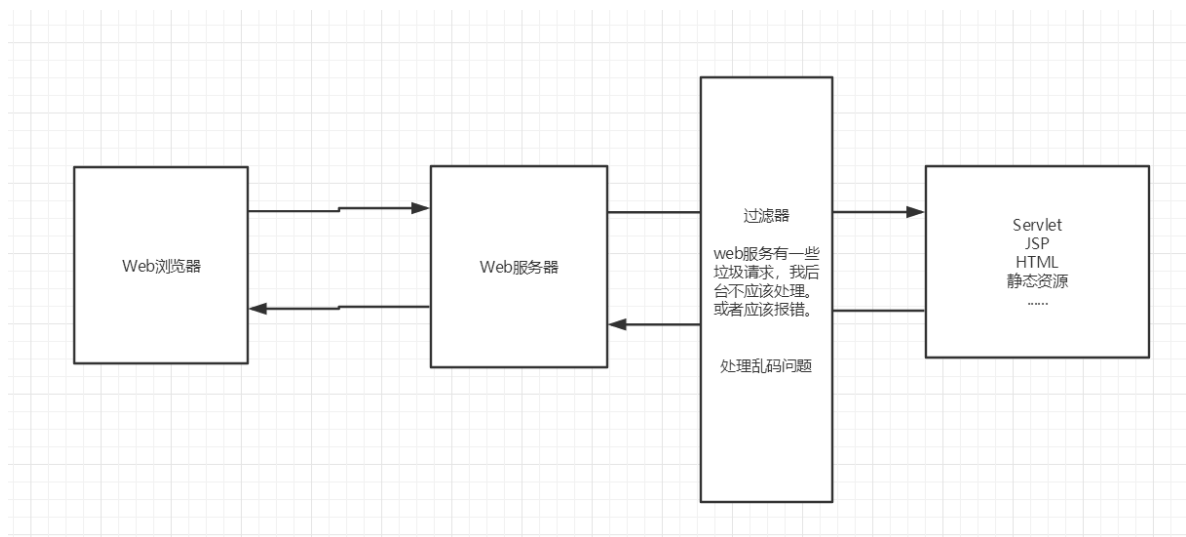 Web浏览器
Web服务器
过滤器
web服务有一些
垃圾请求，我后
台不应该处理。
或者应该报错。
处理乱码问题
Servlet
JSP
HTML
静态资源
......